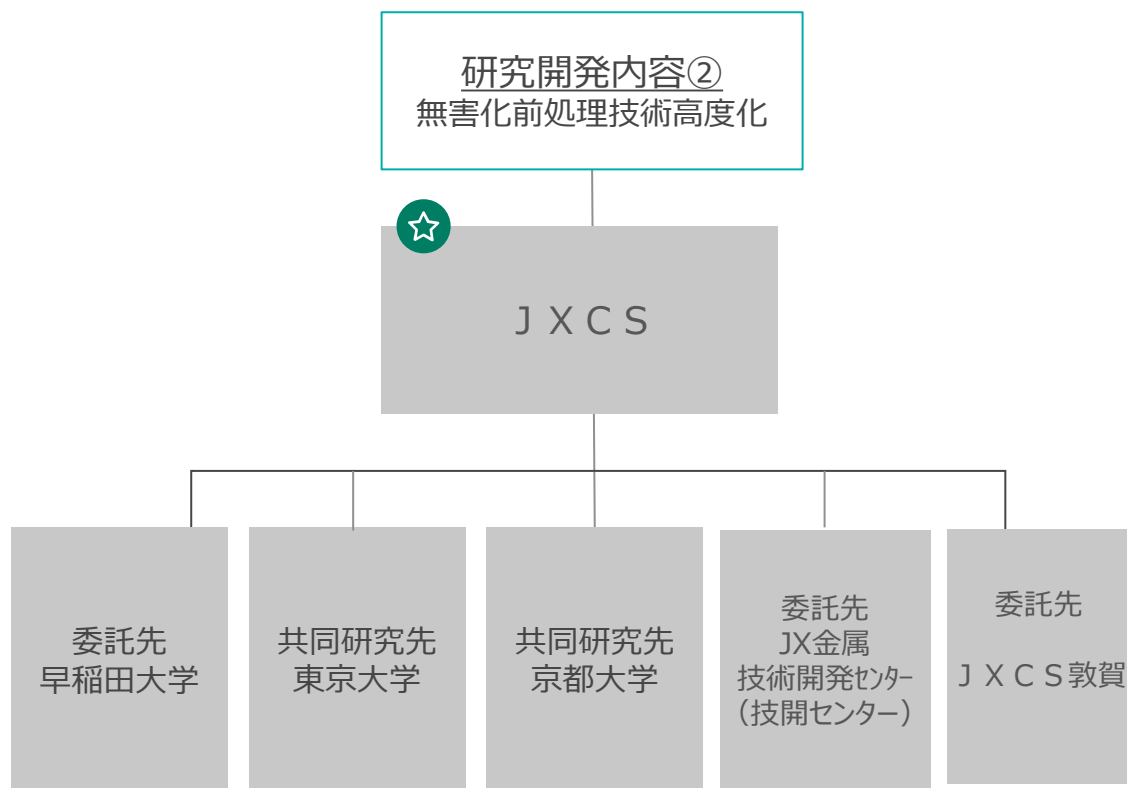 研究開発内容②
無害化前処理技術高度化
ＪＸＣＳ
委託先
早稲田大学
共同研究先
東京大学
共同研究先
京都大学
委託先
JX金属
技術開発ｾﾝﾀｰ
（技開センター）
委託先
ＪＸＣＳ敦賀